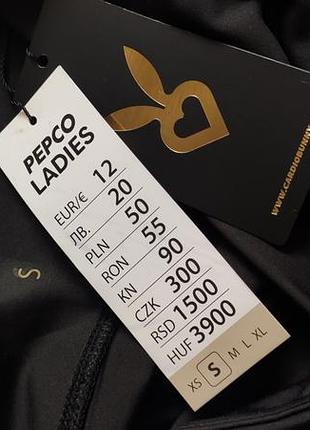 PEPCO
LADIES
EUR/€ 12
лв. 20
PLN 50
RON 55
KN 90
CZK 300
RSD 1500
HUF 3900
XS S M L XL
S